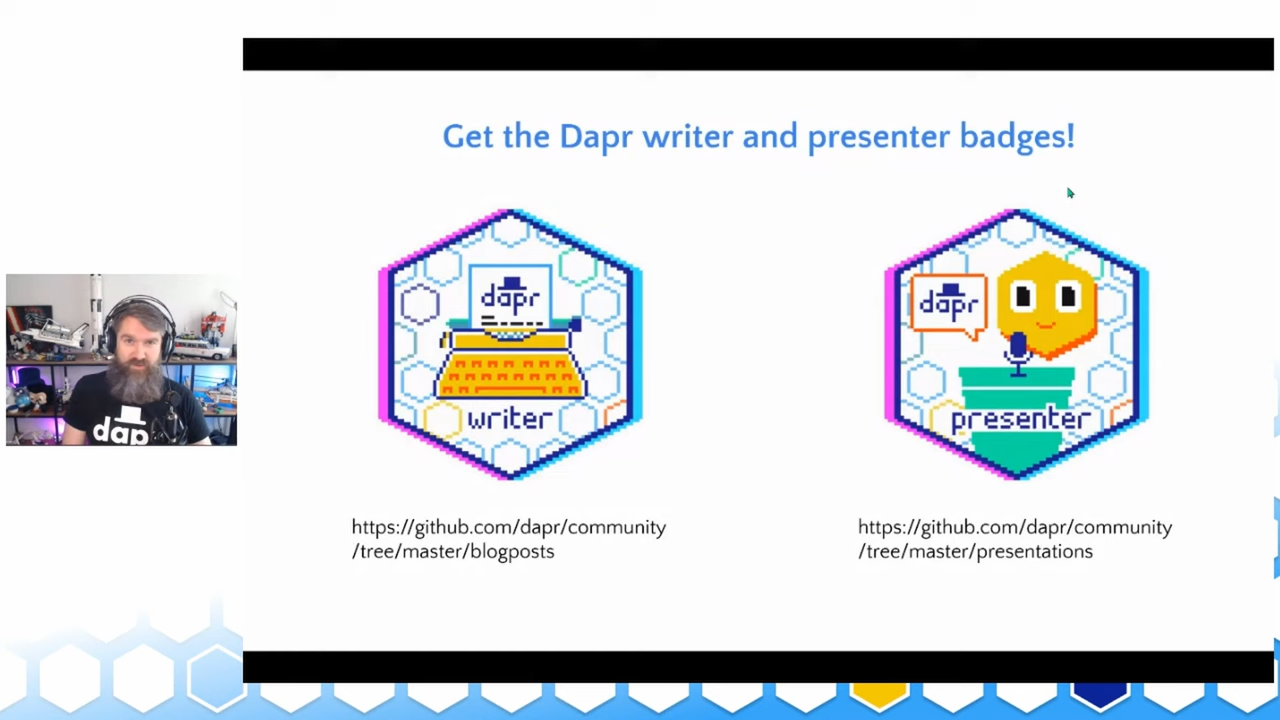 Get the Dapr writer and presenter badges!
dapr
writer
dapr
presenter
dap
https://github.com/dapr/community
/tree/master/blogposts
https://github.com/dapr/community
/tree/master/presentations